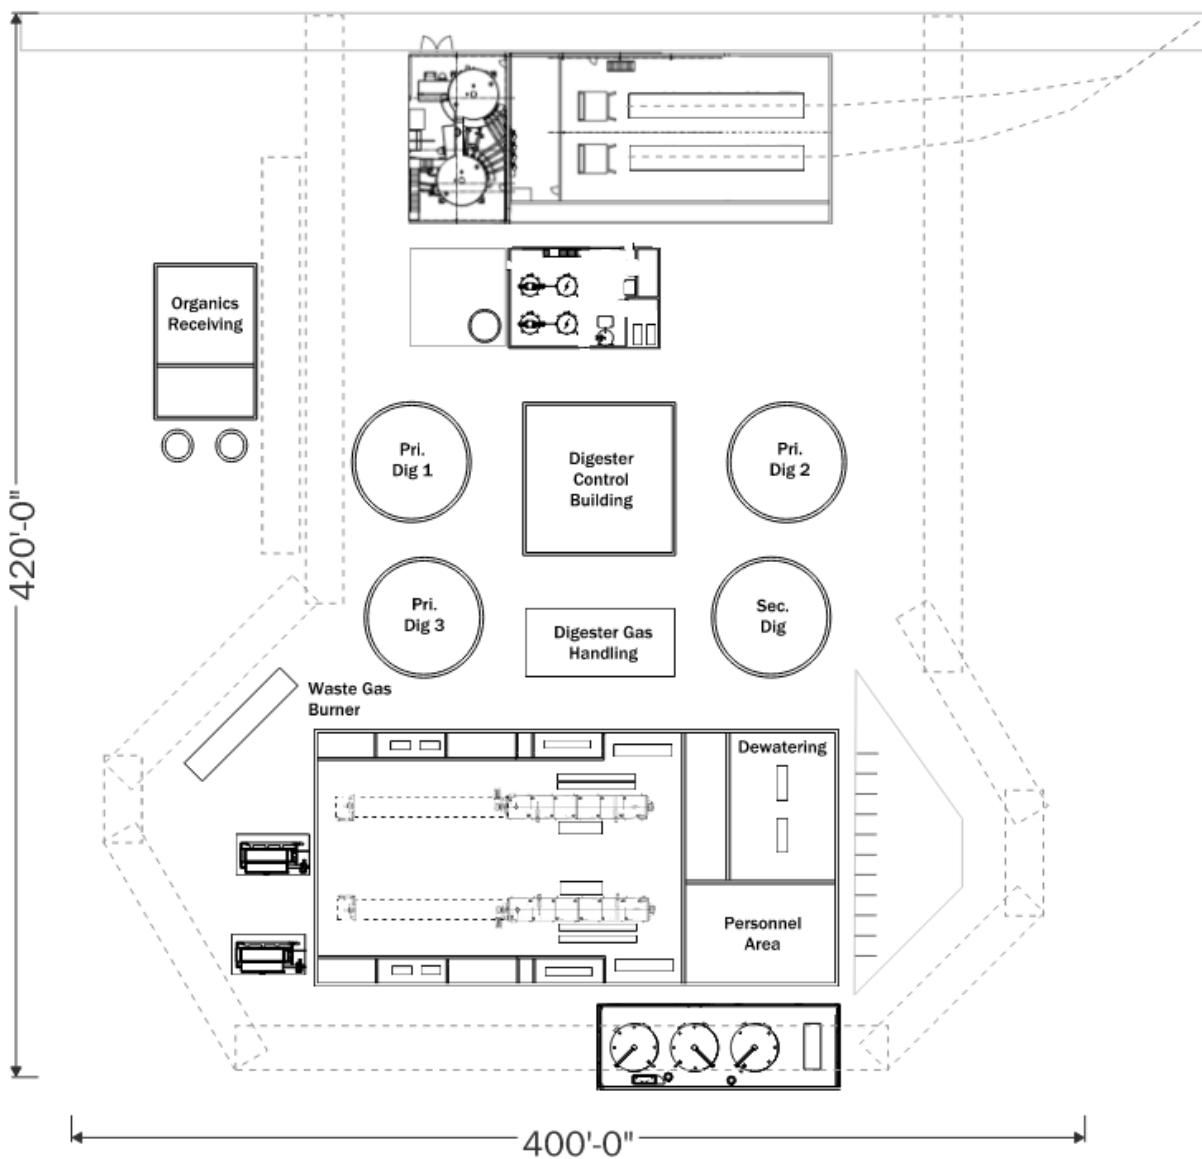 Organics
Receiving
Pri.
Dig 1
Digester
Control
Building
Pri.
Dig 2
Pri.
Dig 3
Digester Gas
Handling
Sec.
Dig
Waste Gas
Burner
Dewatering
Personnel
Area
420'-0"
400'-0"